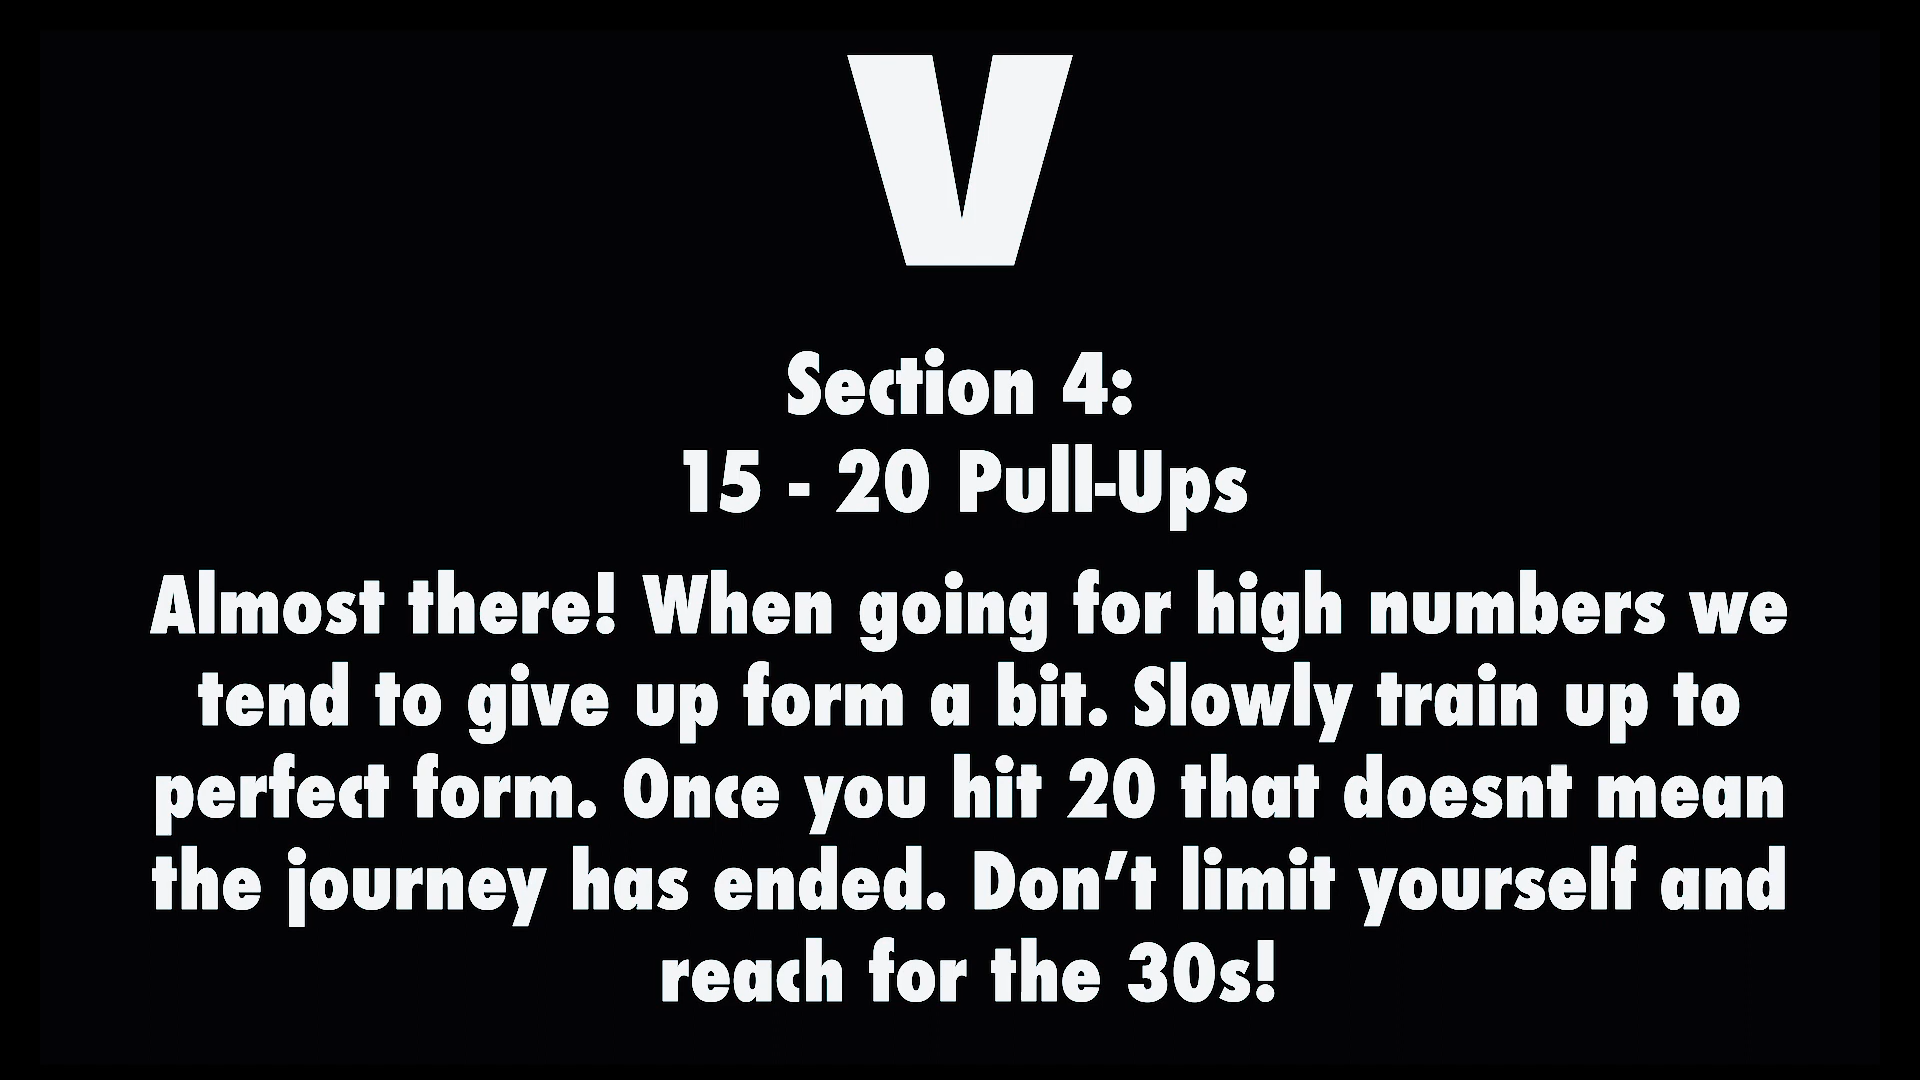 V
Section 4:
15 - 20 Pull-Ups
Almost there! When going for high numbers we
tend to give up form a bit. Slowly train up to
perfect form. Once you hit 20 that doesnt mean
the journey has ended. Don’t limit yourself and
reach for the 30s!